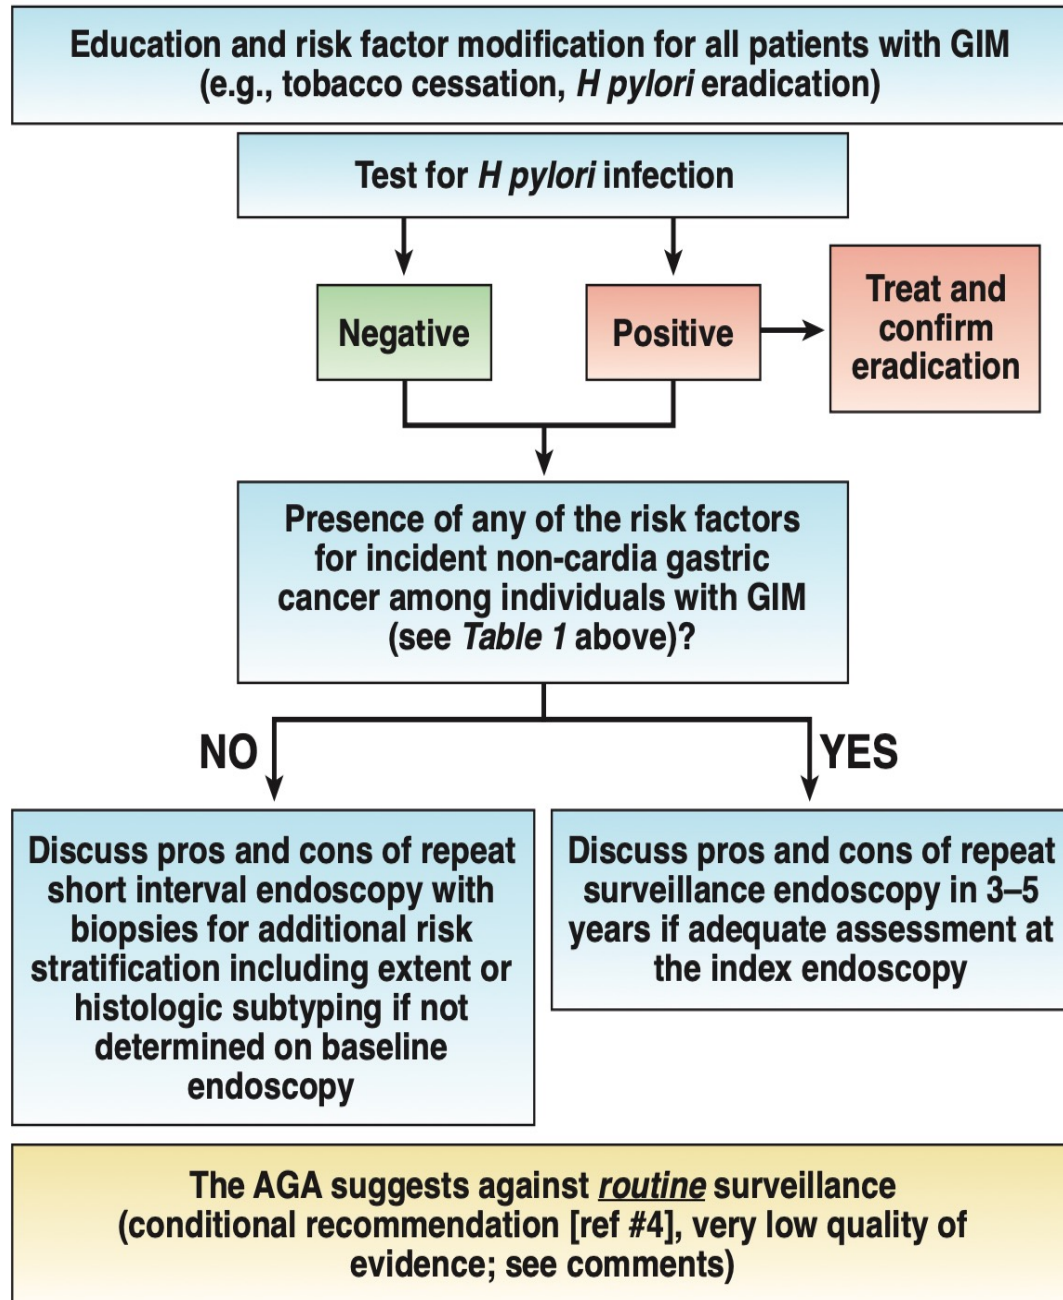 Education and risk factor modification for all patients with GIM
(e.g., tobacco cessation, H pylori eradication)
Test for H pylori infection
Negative
Positive
Treat and
confirm
eradication
Presence of any of the risk factors
for incident non-cardia gastric
cancer among individuals with GIM
(see Table 1 above)?
NO
YES
Discuss pros and cons of repeat
short interval endoscopy with
biopsies for additional risk
stratification including extent or
histologic subtyping if not
determined on baseline
endoscopy
Discuss pros and cons of repeat
surveillance endoscopy in 3–5
years if adequate assessment at
the index endoscopy
The AGA suggests against routine surveillance
(conditional recommendation [ref #4], very low quality of
evidence; see comments)